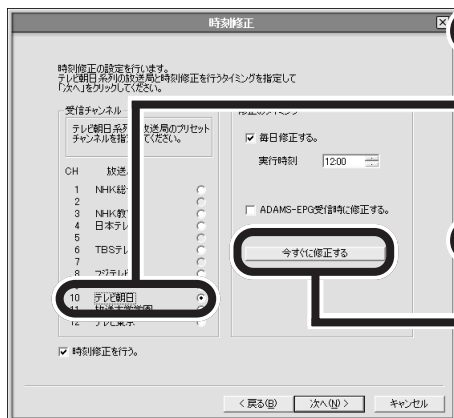 時刻修正
時刻修正の設定を行います。
テレビ朝日系列の放送局と時刻修正を行うタイミングを指定して
「次へ」をクリックしてください。
受信チャンネル
テレビ朝日系列 放送局のプリセット
チャンネルを指 ください。
CH 放送
1 NHK総
2
3 NHK教
4 日本テレ
5
6 TBSテレ
7
8 フジテレビ
10 テレビ朝日
11 放送大学学園
12 テレビ東京
修正のタイミング
毎日修正する。
実行時刻 12:00
ADAMS-EPG受信時に修正する。
今すぐに修正する
時刻修正を行う。
< 戻る(B) 次へ(N) > キャンセル